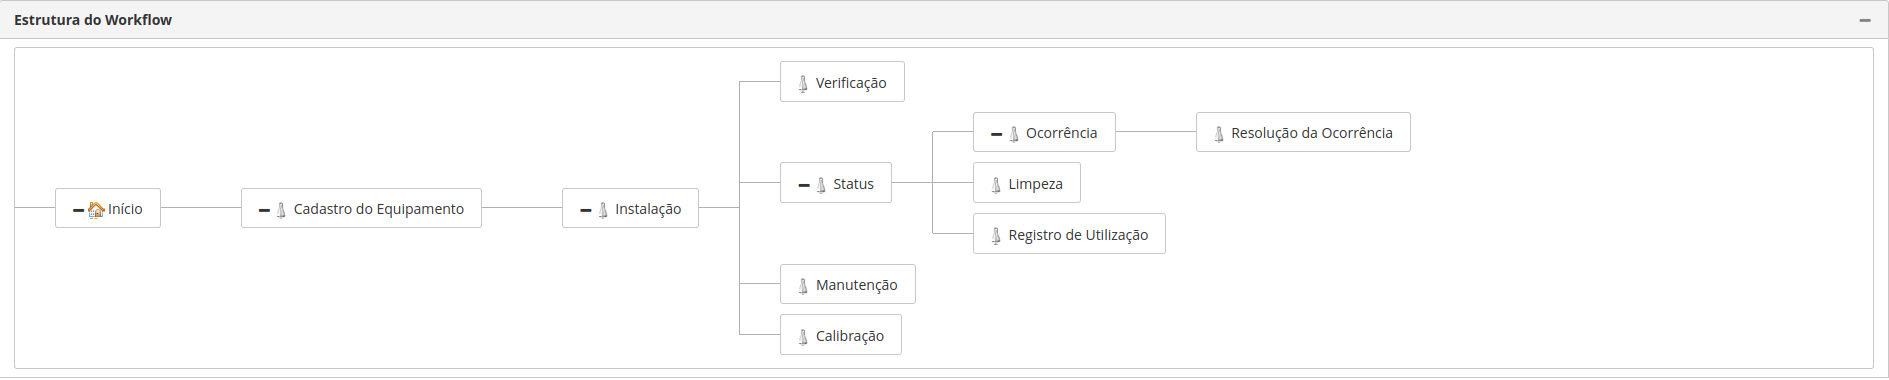 Estrutura do Workflow
Início
Cadastro do Equipamento
Instalação
Verificação
Status
Ocorrência
Resolução da Ocorrência
Limpeza
Registro de Utilização
Manutenção
Calibração